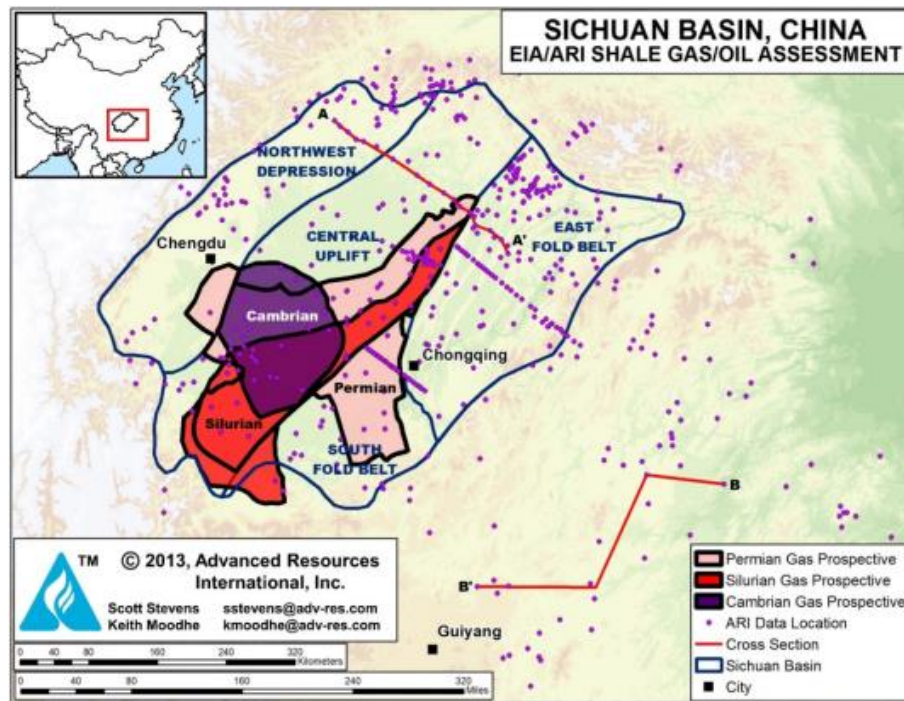 SICHUAN BASIN, CHINA
EIA/ARI SHALE GAS/OIL ASSESSMENT
A
NORTHWEST
DEPRESSION
CENTRAL
UPLIFT
A'
EAST
FOLD BELT
Chengdu
Cambrian
Chongqing
Permian
Silurian
SOUTH
FOLD BELT
B
B'
Guiyang
TM
© 2013, Advanced Resources
International, Inc.
Scott Stevens sstevens@adv-res.com
Keith Moodhe kmoodhe@adv-res.com
0 40 80 160 240 320
Kilometers
0 40 80 160 240 320
Miles
Permian Gas Prospective
Silurian Gas Prospective
Cambrian Gas Prospective
ARI Data Location
Cross Section
Sichuan Basin
City